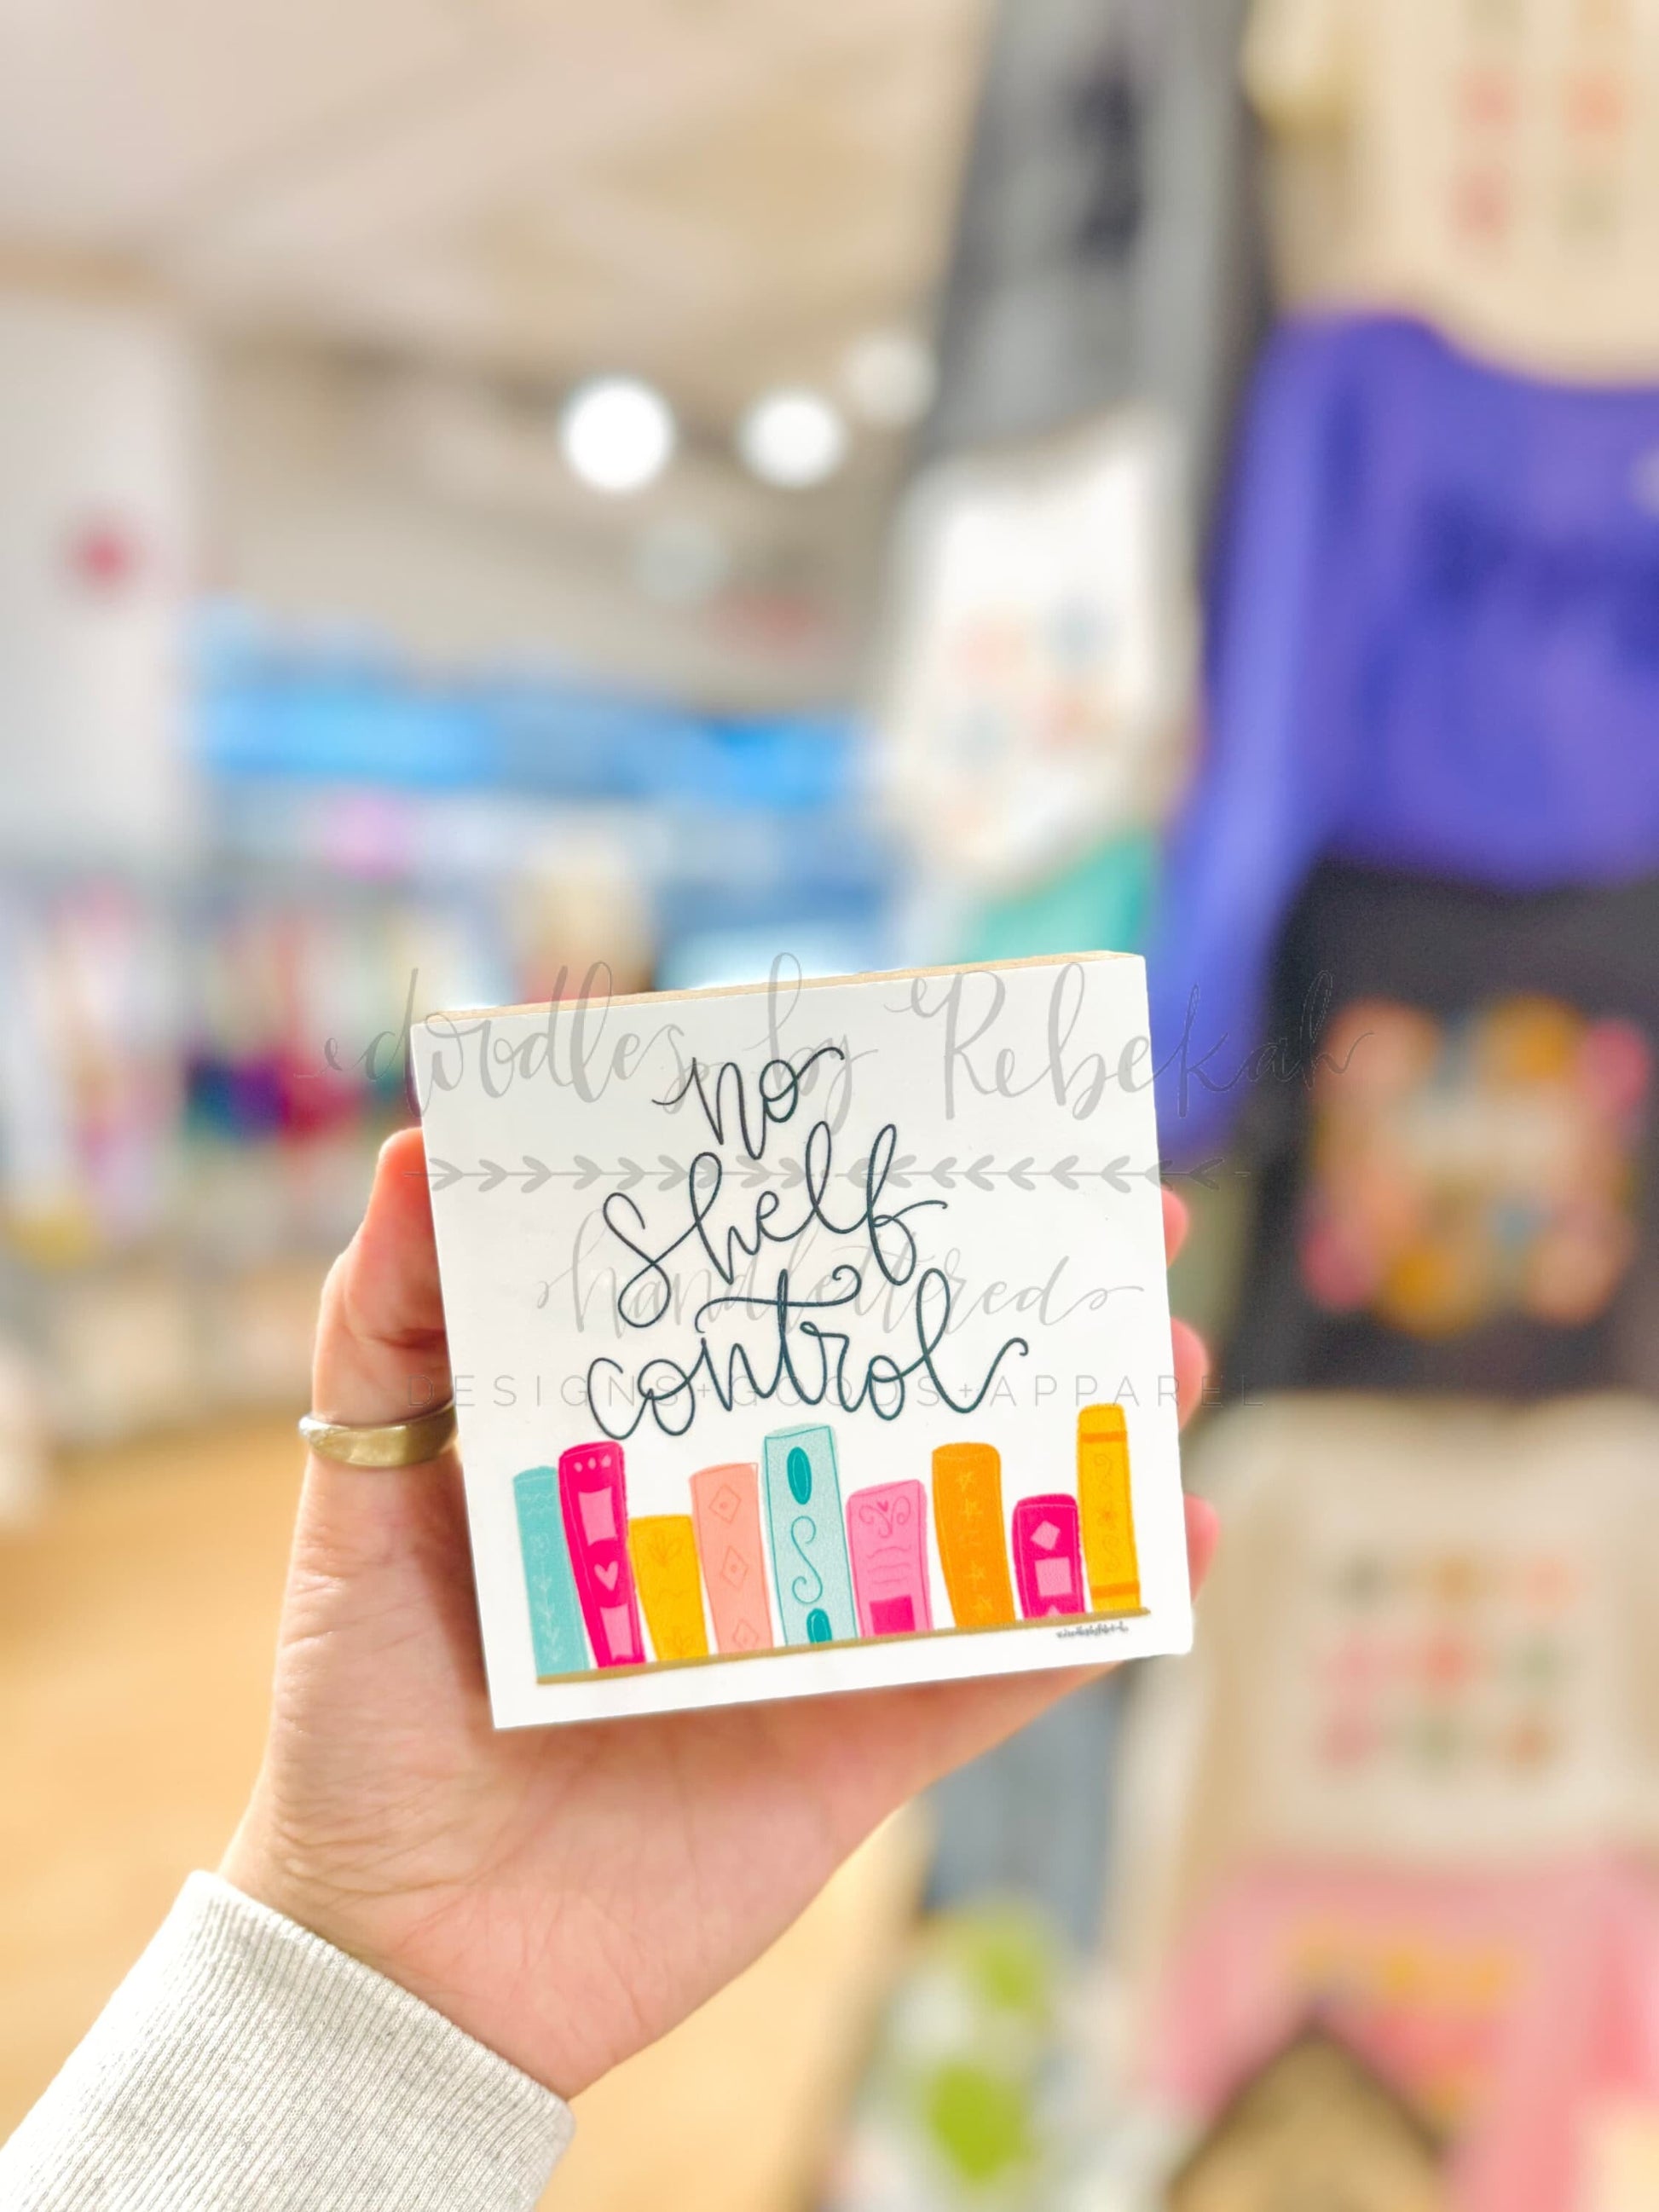 doodles by Rebekah
no
shelf
handlettered
control
DESIGNS+GOODS+APPAREL